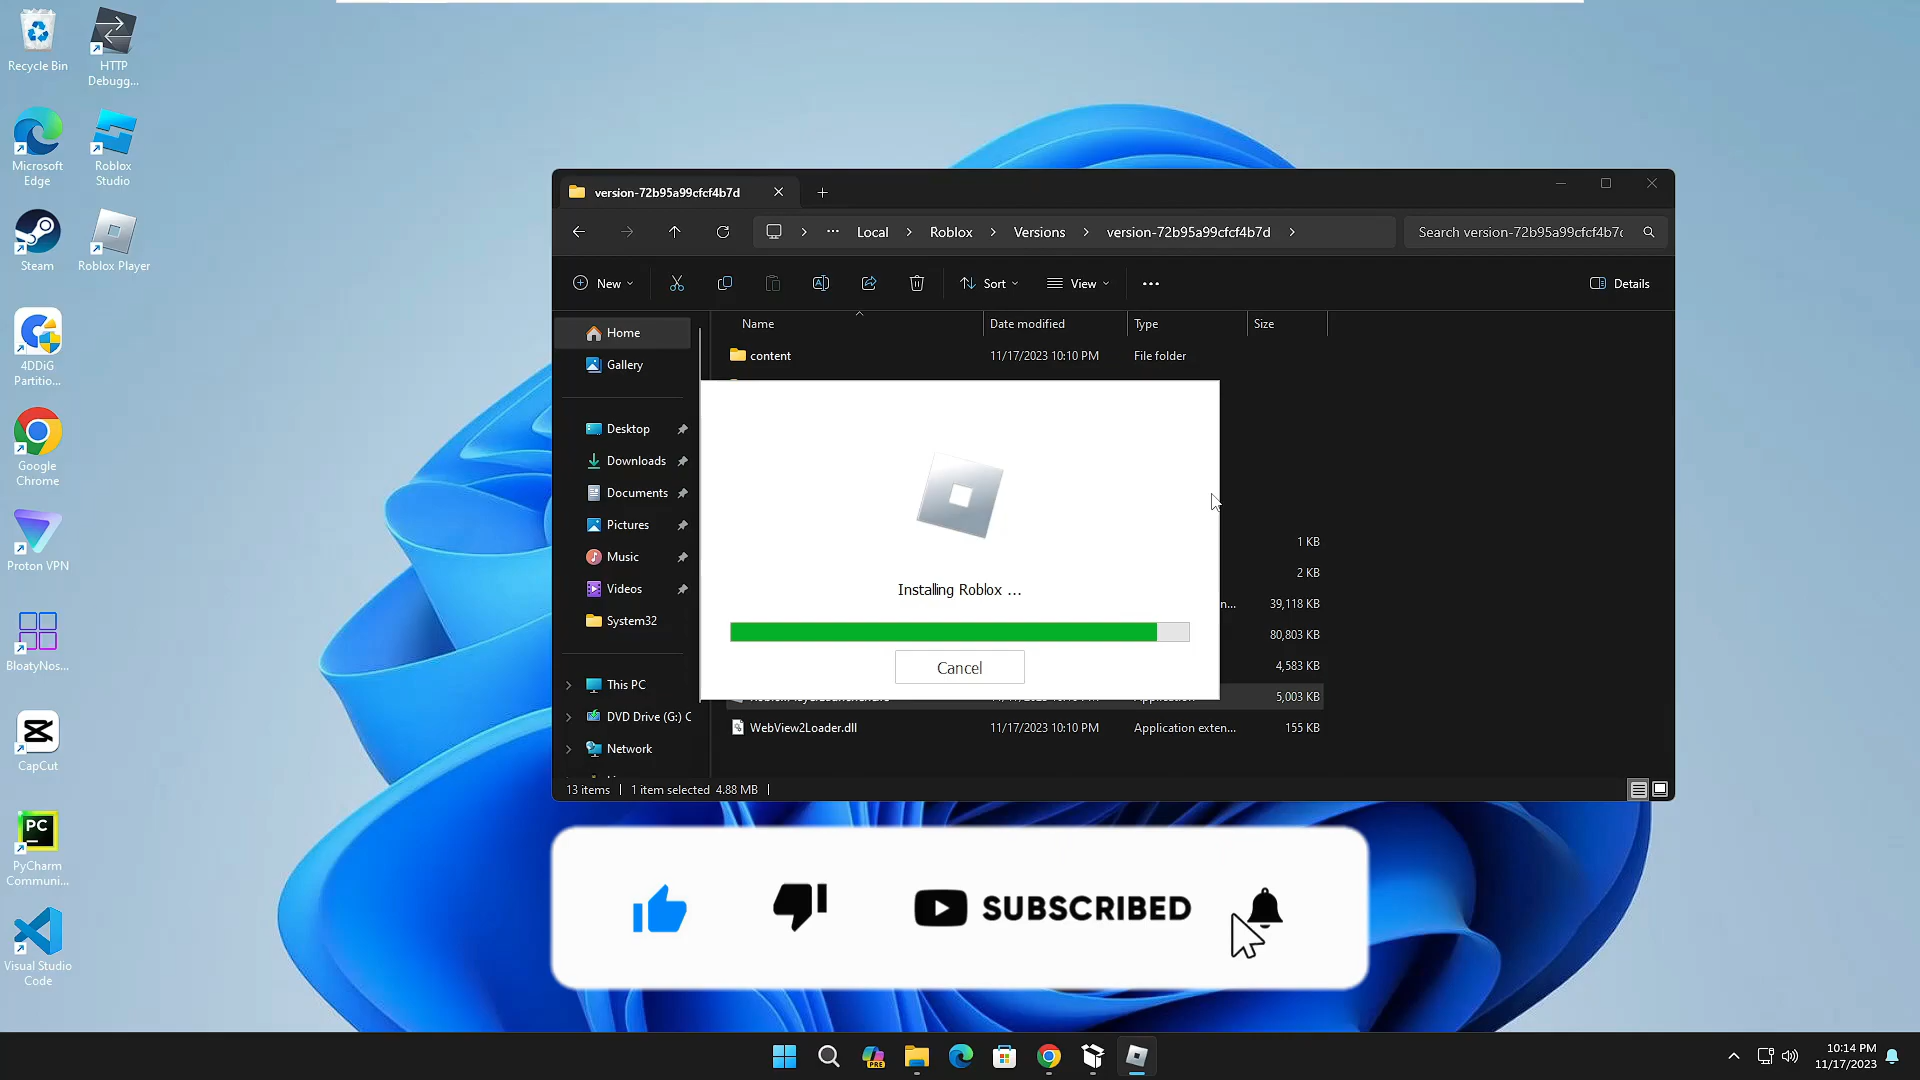 Recycle Bin
HTTP
Debugg...
Microsoft
Edge
Roblox
Studio
Steam
Roblox Player
4DDiG
Partitio...
Google
Chrome
Proton VPN
BloatyNos...
CapCut
PC
PyCharm
Communi...
Visual Studio
Code
version-72b95a99cfcf4b7d
Local
Roblox
Versions
version-72b95a99cfcf4b7d
Search version-72b95a99cfcf4b7c
New
Sort
View
Details
Name
Date modified
Type
Size
Home
Gallery
Desktop
Downloads
Documents
Pictures
Music
Videos
System32
This PC
DVD Drive (G:) C
Network
content
11/17/2023 10:10 PM
File folder
Installing Roblox ...
Cancel
1 KB
2 KB
n...
39,118 KB
80,803 KB
4,583 KB
5,003 KB
WebView2Loader.dll
11/17/2023 10:10 PM
Application exten...
155 KB
13 items
1 item selected 4.88 MB
SUBSCRIBED
PRE
10:14 PM
11/17/2023